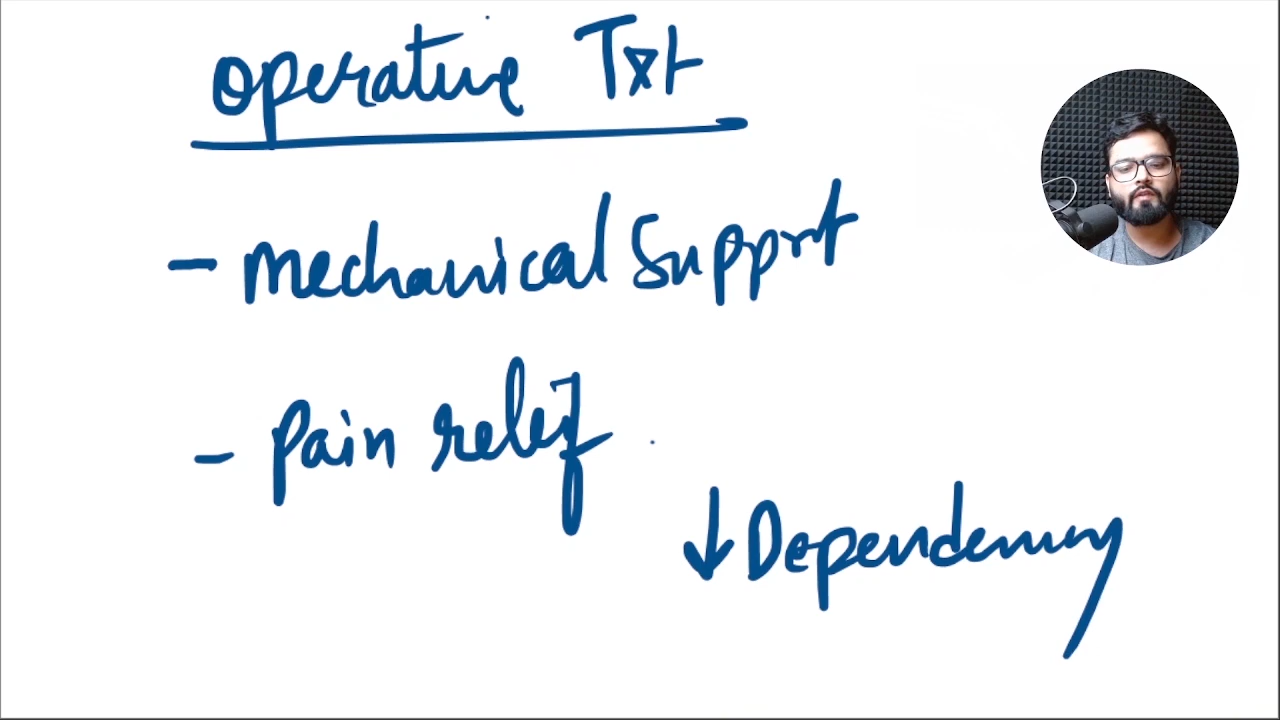 operative Txt
- Mechanical Support
- Pain relief
↓ Dependency